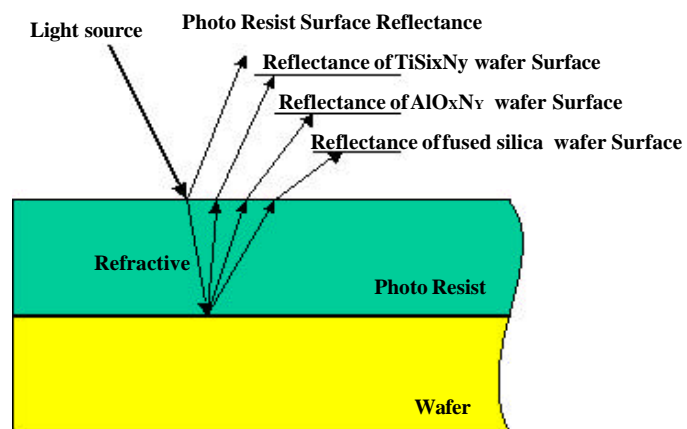 Photo Resist Surface Reflectance
Light source
Reflectance of TiSixNy wafer Surface
Reflectance of AlOxNY wafer Surface
Reflectance of fused silica wafer Surface
Refractive
Photo Resist
Wafer